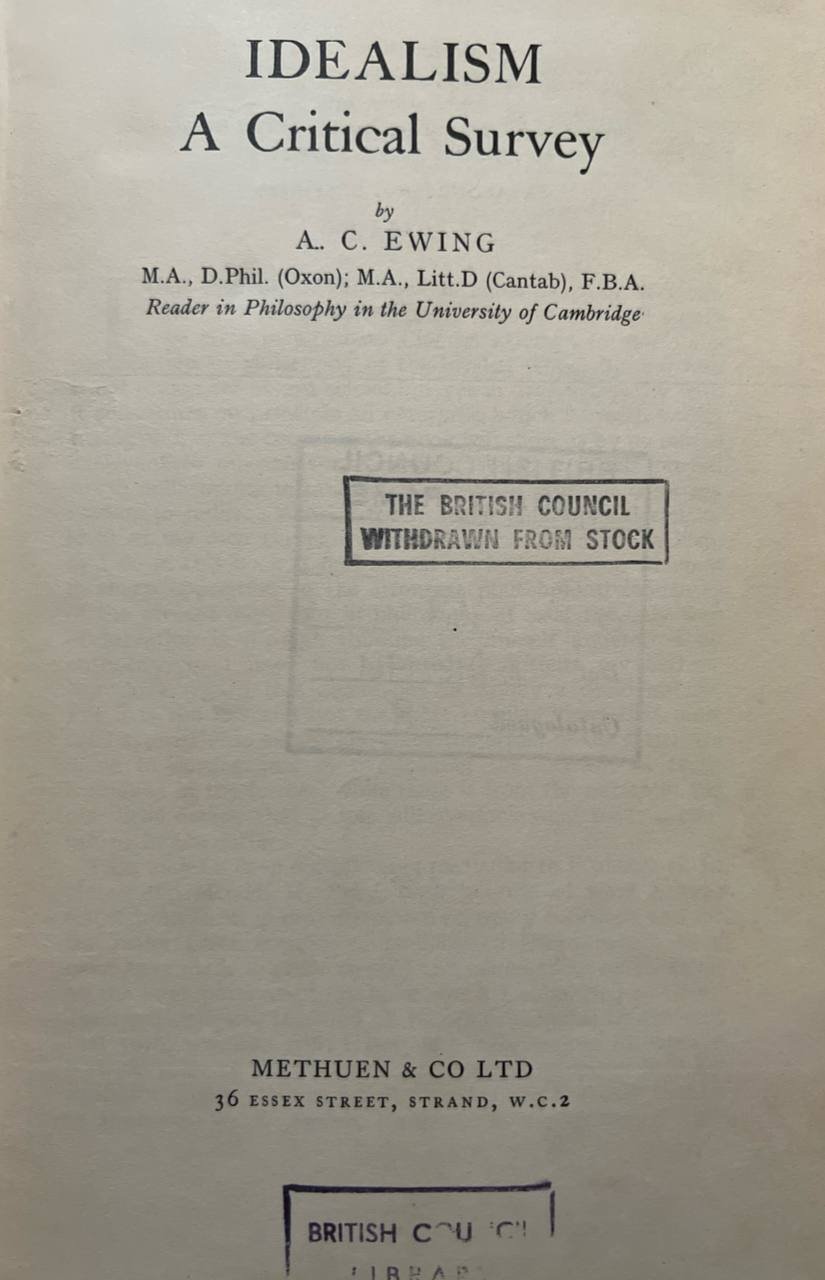 IDEALISM
A Critical Survey
by
A. C. EWING
M.A., D.Phil. (Oxon); M.A., Litt.D (Cantab), F.B.A.
Reader in Philosophy in the University of Cambridge
THE BRITISH COUNCIL
WITHDRAWN FROM STOCK
METHUEN & CO LTD
36 ESSEX STREET, STRAND, W.C.2
BRITISH